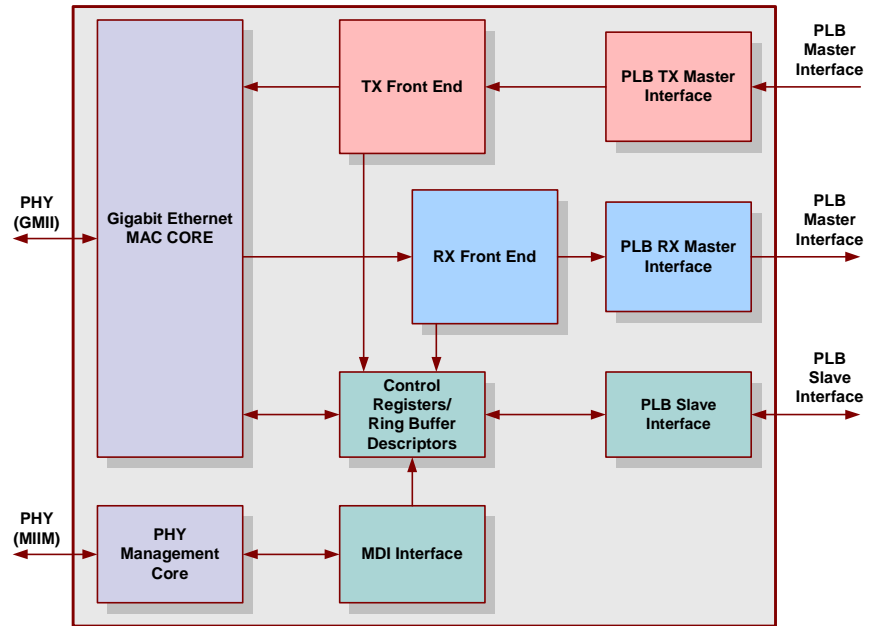 PLB
Master
Interface
TX Front End
PLB TX Master
Interface
PHY
(GMII)
Gigabit Ethernet
MAC CORE
RX Front End
PLB RX Master
Interface
PLB
Master
Interface
Control
Registers/
Ring Buffer
Descriptors
PLB Slave
Interface
PLB
Slave
Interface
PHY
(MIIM)
PHY
Management
Core
MDI Interface